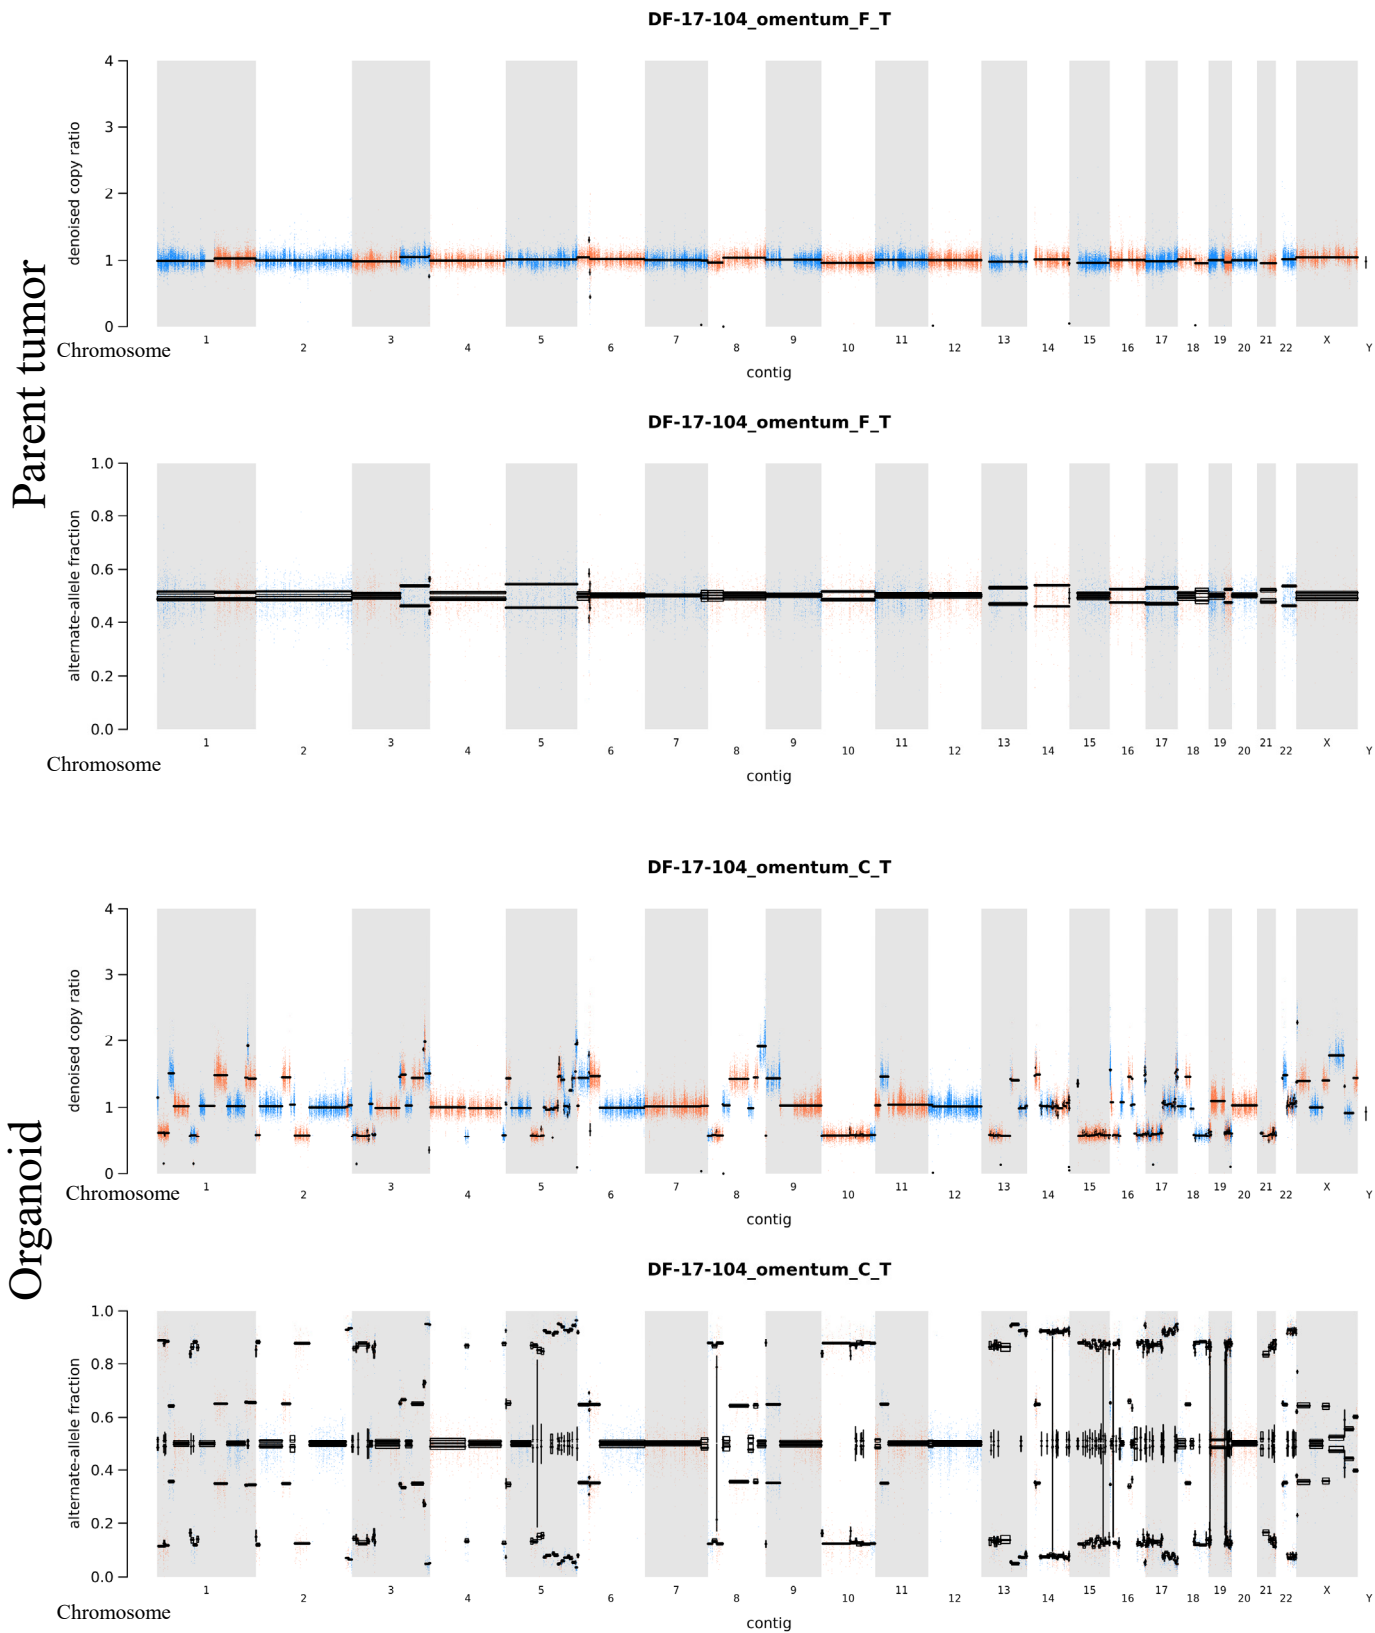 Parent tumor
DF-17-104_omentum_F_T
denoised copy ratio
4
3
2
1
0
1 2 3 4 5 6 7 8 9 10 11 12 13 14 15 16 17 18 19 20 21 22 X Y
Chromosome
contig
DF-17-104_omentum_F_T
alternate-allele fraction
1.0
0.8
0.6
0.4
0.2
0.0
1 2 3 4 5 6 7 8 9 10 11 12 13 14 15 16 17 18 19 20 21 22 X Y
Chromosome
contig
Organoid
DF-17-104_omentum_C_T
denoised copy ratio
4
3
2
1
0
1 2 3 4 5 6 7 8 9 10 11 12 13 14 15 16 17 18 19 20 21 22 X Y
Chromosome
contig
DF-17-104_omentum_C_T
alternate-allele fraction
1.0
0.8
0.6
0.4
0.2
0.0
1 2 3 4 5 6 7 8 9 10 11 12 13 14 15 16 17 18 19 20 21 22 X Y
Chromosome
contig